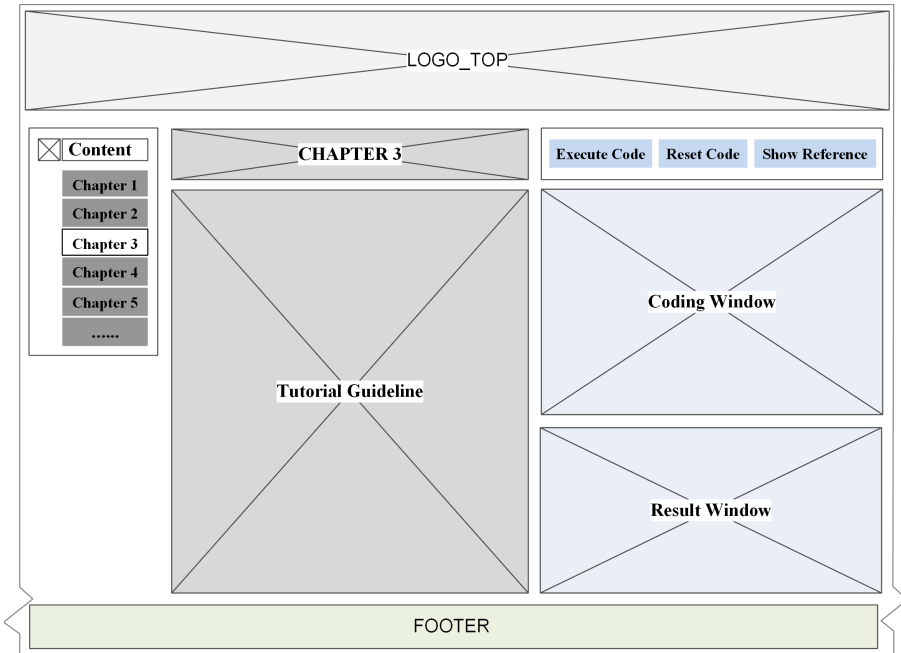 LOGO_TOP
Content
Chapter 1
Chapter 2
Chapter 3
Chapter 4
Chapter 5
......
CHAPTER 3
Tutorial Guideline
Execute Code
Reset Code
Show Reference
Coding Window
Result Window
FOOTER